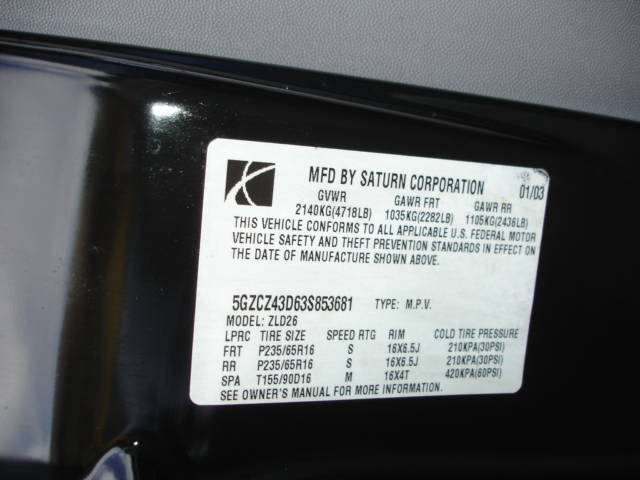 MFD BY SATURN CORPORATION 01/03
GVWR GAWR FRT GAWR RR
2140KG(4718LB) 1035KG(2282LB) 1105KG(2436LB)
THIS VEHICLE CONFORMS TO ALL APPLICABLE U.S. FEDERAL MOTOR
VEHICLE SAFETY AND THEFT PREVENTION STANDARDS IN EFFECT ON
THE DATE OF MANUFACTURE SHOWN ABOVE.
5GZCZ43D63S853681 TYPE: M.P.V.
MODEL: ZLD26
LPRC TIRE SIZE SPEED RTG RIM COLD TIRE PRESSURE
FRT P235/65R16 S 16X6.5J 210KPA(30PSI)
RR P235/65R16 S 16X6.5J 210KPA(30PSI)
SPA T155/90D16 M 16X4T 420KPA(60PSI)
SEE OWNER'S MANUAL FOR MORE INFORMATION.